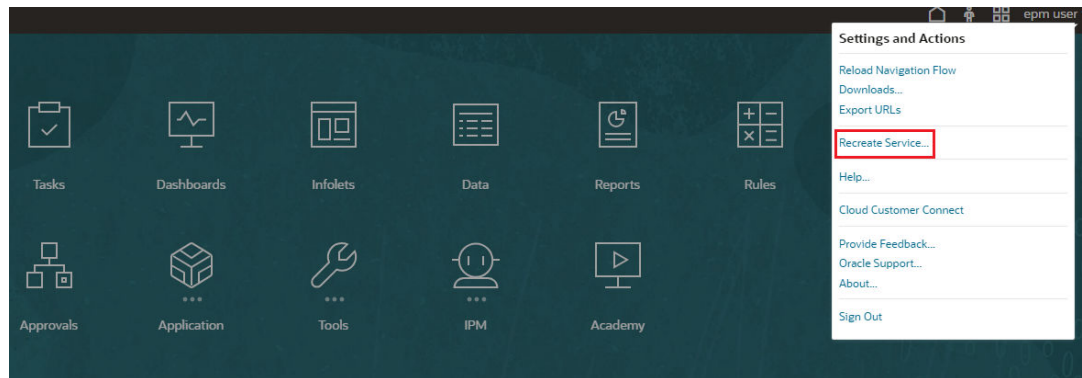 epm user
Settings and Actions
Reload Navigation Flow
Downloads...
Export URLs
Recreate Service...
Help...
Cloud Customer Connect
Provide Feedback...
Oracle Support...
About...
Sign Out
Tasks
Dashboards
Infolets
Data
Reports
Rules
Approvals
Application
Tools
IPM
Academy